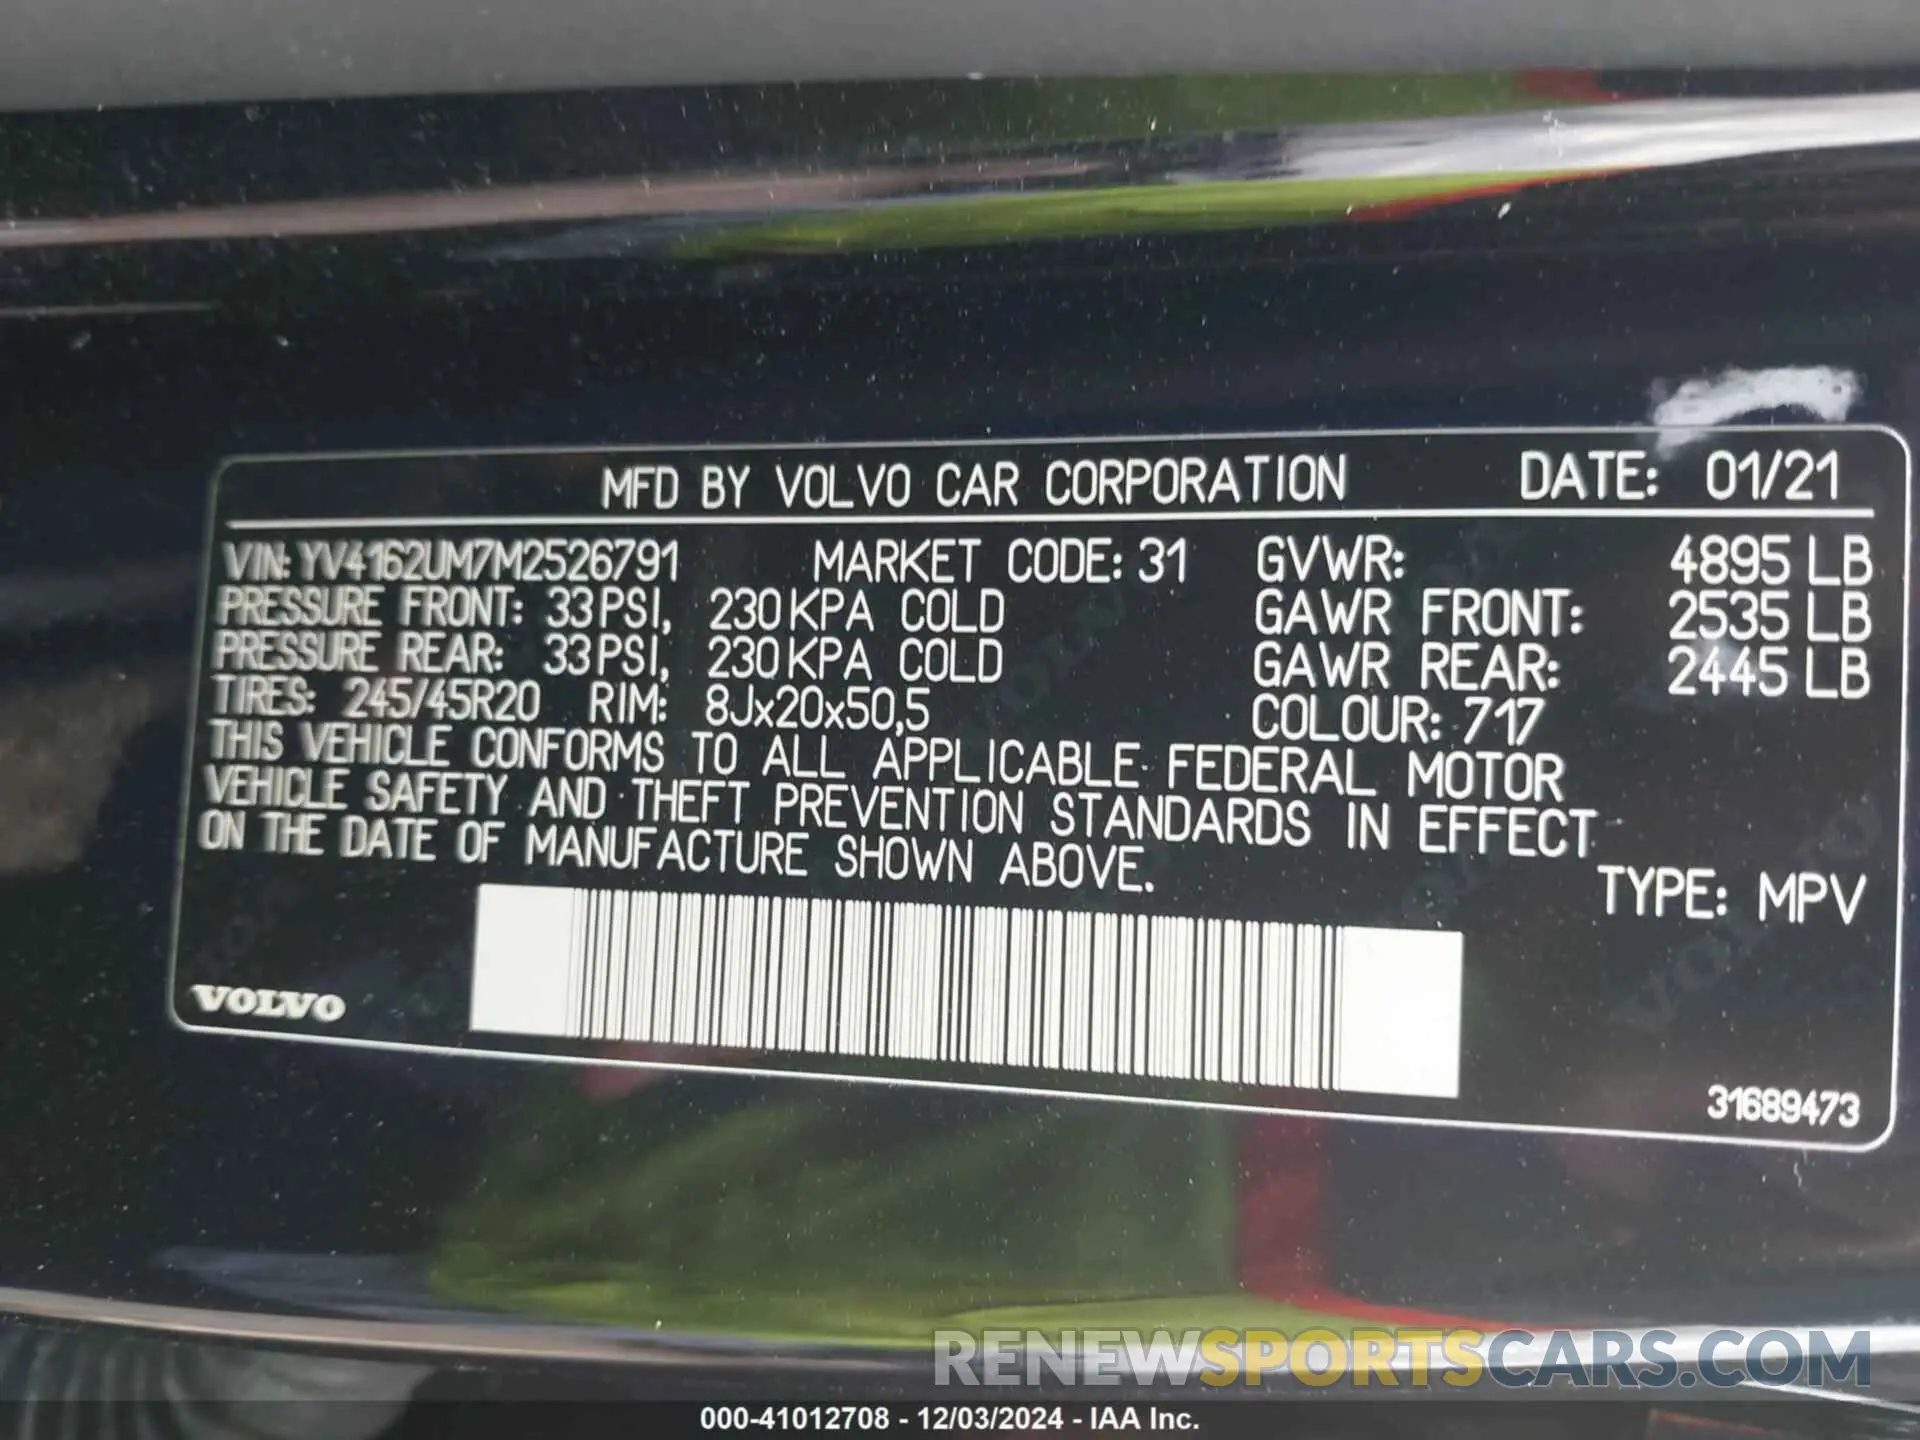 MFD BY VOLVO CAR CORPORATION DATE: 01/21
VIN: YV4162UM7M2526791 MARKET CODE: 31 GVWR: 4895 LB
PRESSURE FRONT: 33 PSI, 230 KPA COLD GAWR FRONT: 2535 LB
PRESSURE REAR: 33 PSI, 230 KPA COLD GAWR REAR: 2445 LB
TIRES: 245/45R20 RIM: 8Jx20x50,5 COLOUR: 717
THIS VEHICLE CONFORMS TO ALL APPLICABLE FEDERAL MOTOR
VEHICLE SAFETY AND THEFT PREVENTION STANDARDS IN EFFECT
ON THE DATE OF MANUFACTURE SHOWN ABOVE.
TYPE: MPV
VOLVO
31689473
RENEWSPORTSCARS.COM
000-41012708 - 12/03/2024 - IAA Inc.